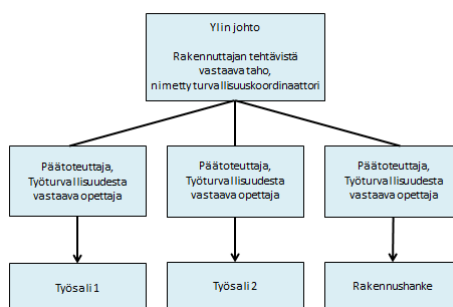 Ylin johto
Rakennuttajan tehtävistä
vastaava taho,
nimetty turvallisuuskoordinaattori
Päätoteuttaja,
Työturvallisuudesta
vastaava opettaja
Päätoteuttaja,
Työturvallisuudesta
vastaava opettaja
Päätoteuttaja,
Työturvallisuudesta
vastaava opettaja
Työsali 1
Työsali 2
Rakennushanke